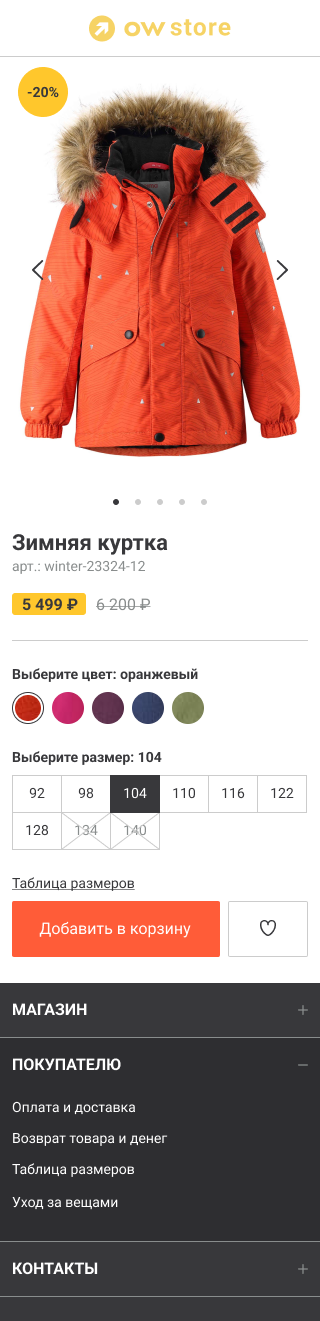 ow store
-20%
Зимняя куртка
арт.: winter-23324-12
5 499 ₽ 6 200 ₽
Выберите цвет: оранжевый
Выберите размер: 104
92 98 104 110 116 122
128 134 140
Таблица размеров
Добавить в корзину
МАГАЗИН +
ПОКУПАТЕЛЮ −
Оплата и доставка
Возврат товара и денег
Таблица размеров
Уход за вещами
КОНТАКТЫ +